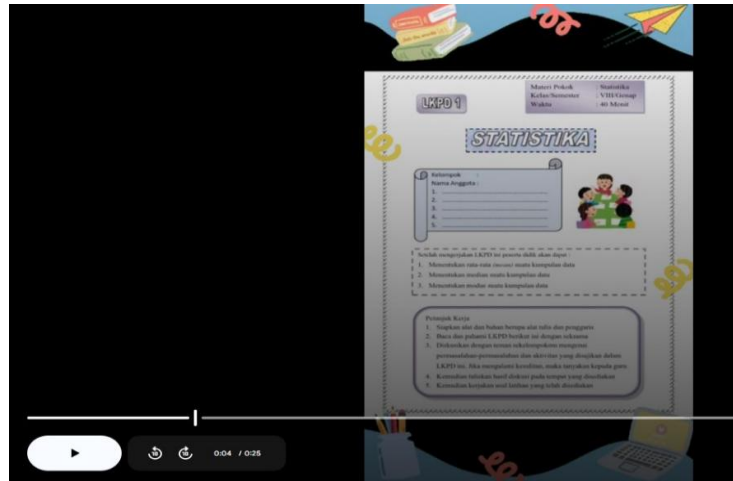 Materi Pokok : Statistika
LKPD 1
Kelas/Semester : VIII/Genap
Waktu : 40 Menit
STATISTIKA
Kelompok :
Nama Anggota :
1.
2.
3.
4.
5.
Setelah mengerjakan LKPD ini peserta didik akan dapat :
1. Menentukan rata-rata (mean) suatu kumpulan data
2. Menentukan median suatu kumpulan data
3. Menentukan modus suatu kumpulan data
Petunjuk Kerja
1. Siapkan alat dan bahan berupa alat tulis dan penggaris
2. Baca dan pahami LKPD berikut ini dengan seksama
3. Diskusikan dengan teman sekelompokmu mengenai
permasalahan-permasalahan dan aktivitas yang disajikan dalam
LKPD ini. Jika mengalami kesulitan, maka tanyakan kepada guru
4. Kemudian tuliskan hasil diskusi pada tempat yang disediakan
5. Kemudian kerjakan soal latihan yang telah disediakan
10 10 0:04 / 0:25